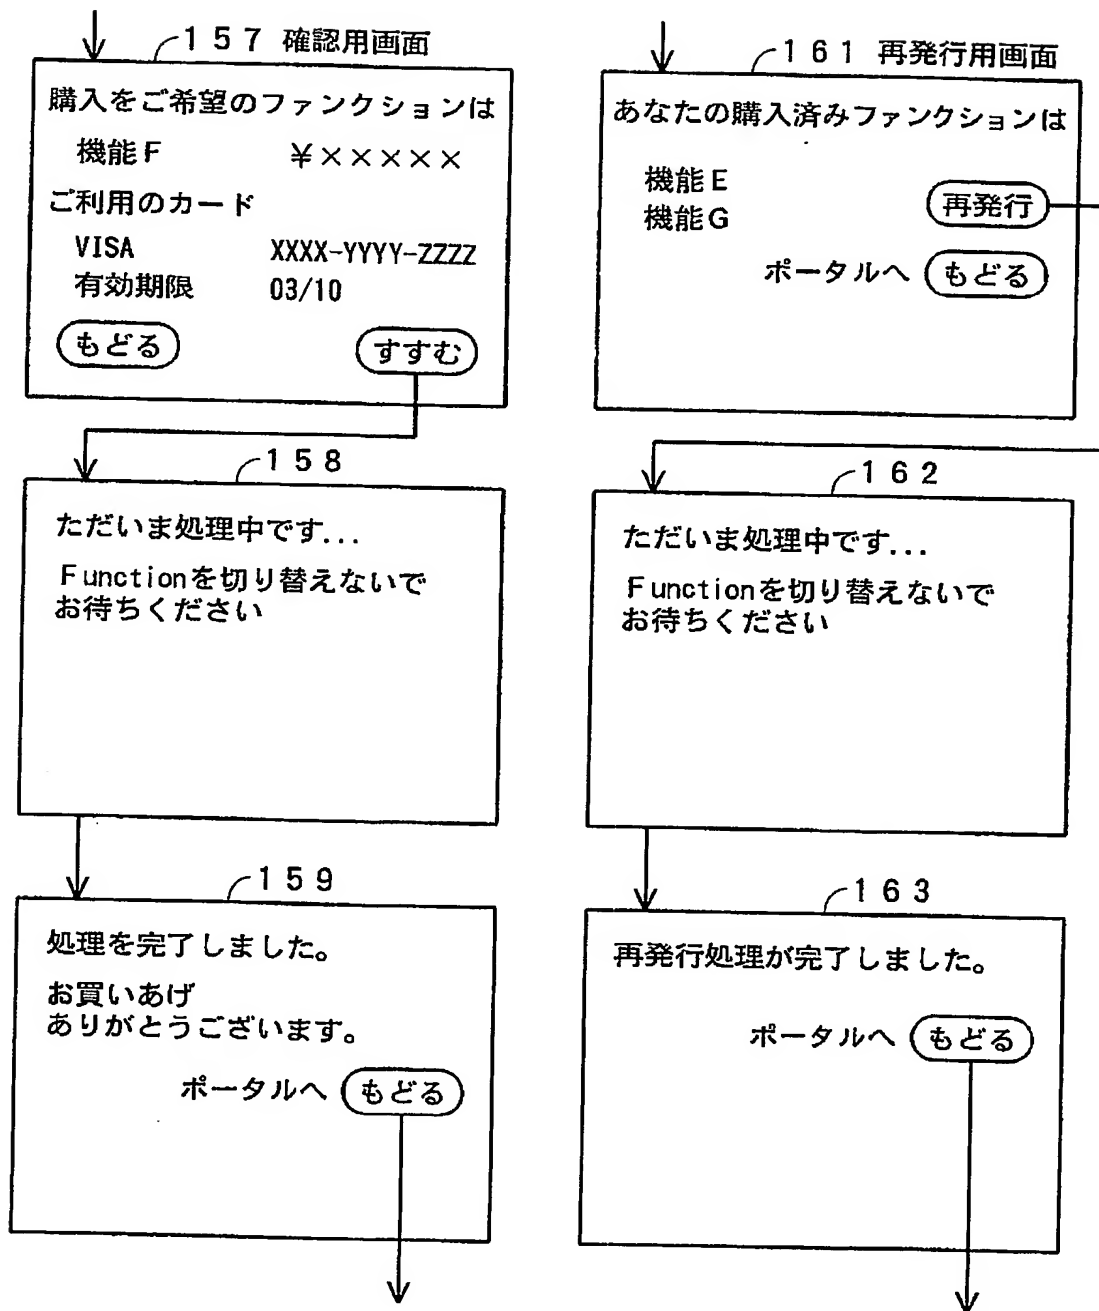 157 確認用画面
購入をご希望のファンクションは
機能F ¥×××××
ご利用のカード
VISA XXXX-YYYY-ZZZZ
有効期限 03/10
もどる すすむ
158
ただいま処理中です...
Functionを切り替えないで
お待ちください
159
処理を完了しました。
お買いあげ
ありがとうございます。
ポータルへ もどる
161 再発行用画面
あなたの購入済みファンクションは
機能E
機能G
再発行
ポータルへ もどる
162
ただいま処理中です...
Functionを切り替えないで
お待ちください
163
再発行処理が完了しました。
ポータルへ もどる